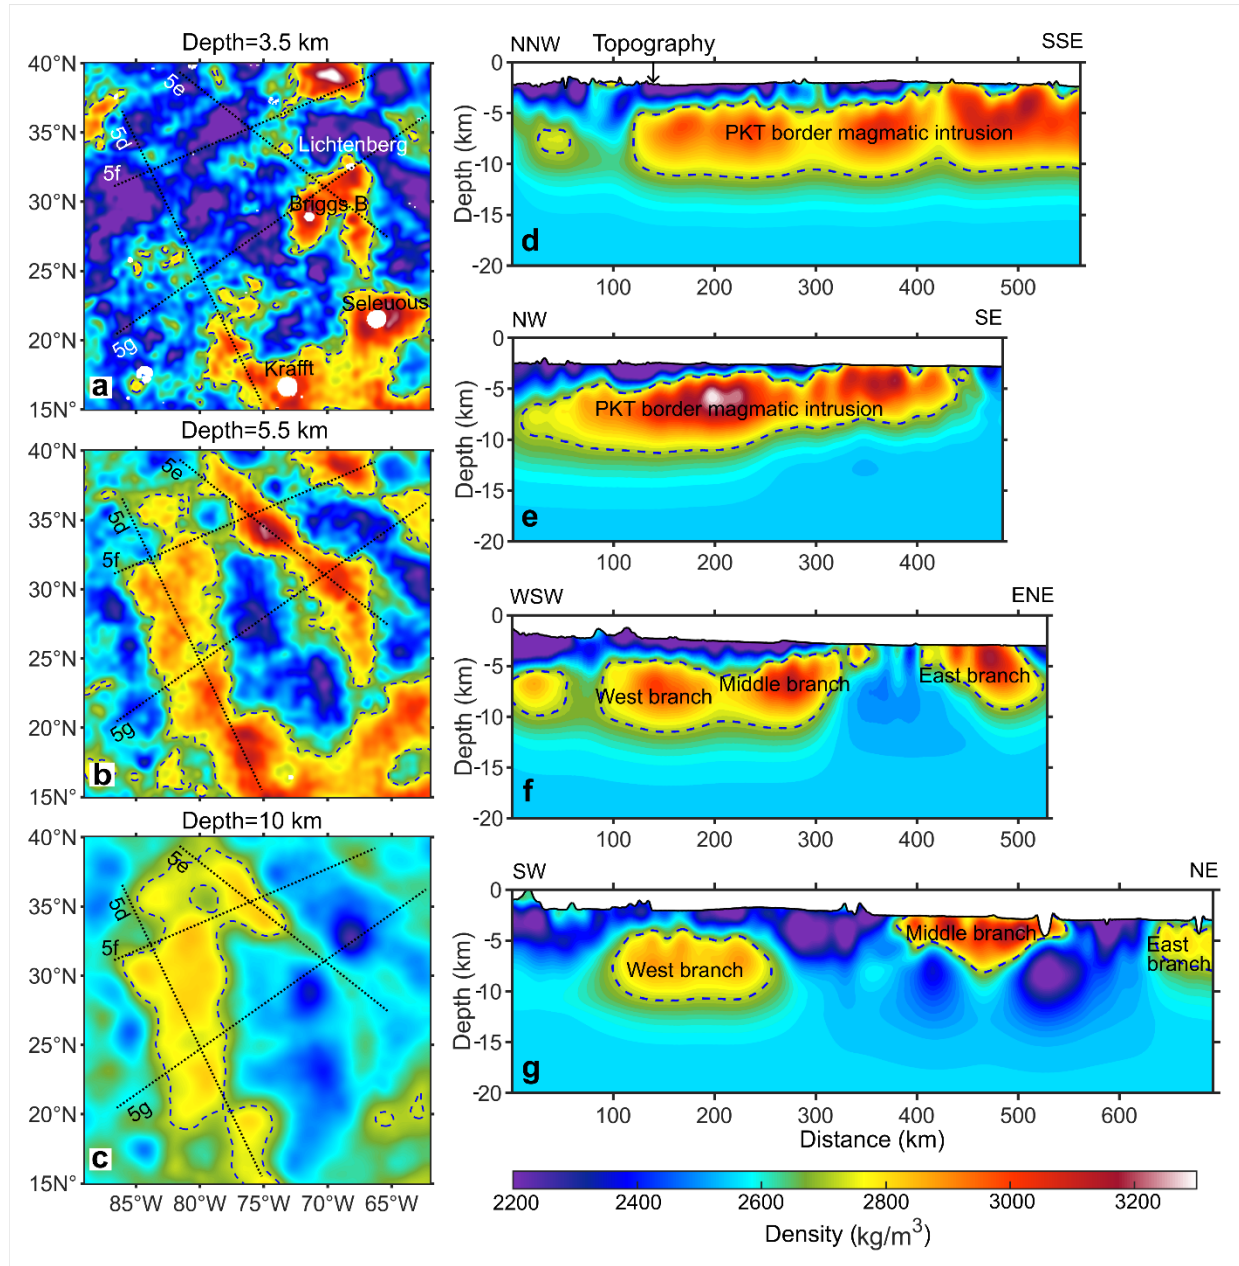 Depth=3.5 km
40°N
35°N
30°N
25°N
20°N
15°N
5e
5d
5f
5g
Lichtenberg
Briggs B
Seleuous
Krafft
a
Depth=5.5 km
40°N
35°N
30°N
25°N
20°N
15N°
5e
5d
5f
5g
b
Depth=10 km
40°N
35°N
30°N
25°N
20°N
15N°
5e
5d
5f
5g
c
85°W 80°W 75°W 70°W 65°W
NNW Topography SSE
0
-5
-10
-15
-20
Depth (km)
PKT border magmatic intrusion
d
100 200 300 400 500
NW SE
0
-5
-10
-15
-20
Depth (km)
PKT border magmatic intrusion
e
100 200 300 400
WSW ENE
0
-5
-10
-15
-20
Depth (km)
West branch Middle branch East branch
f
100 200 300 400 500
SW NE
0
-5
-10
-15
-20
Depth (km)
West branch Middle branch East
branch
g
100 200 300 400 500 600
Distance (km)
2200 2400 2600 2800 3000 3200
Density (kg/m³)